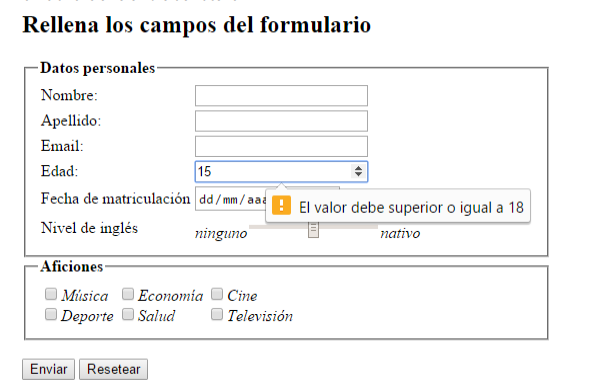 Rellena los campos del formulario
Datos personales
Nombre:
Apellido:
Email:
Edad: 15
El valor debe superior o igual a 18
Fecha de matriculación dd/mm/aaa
Nivel de inglés ninguno nativo
Aficiones
Música Economía Cine
Deporte Salud Televisión
Enviar Resetear